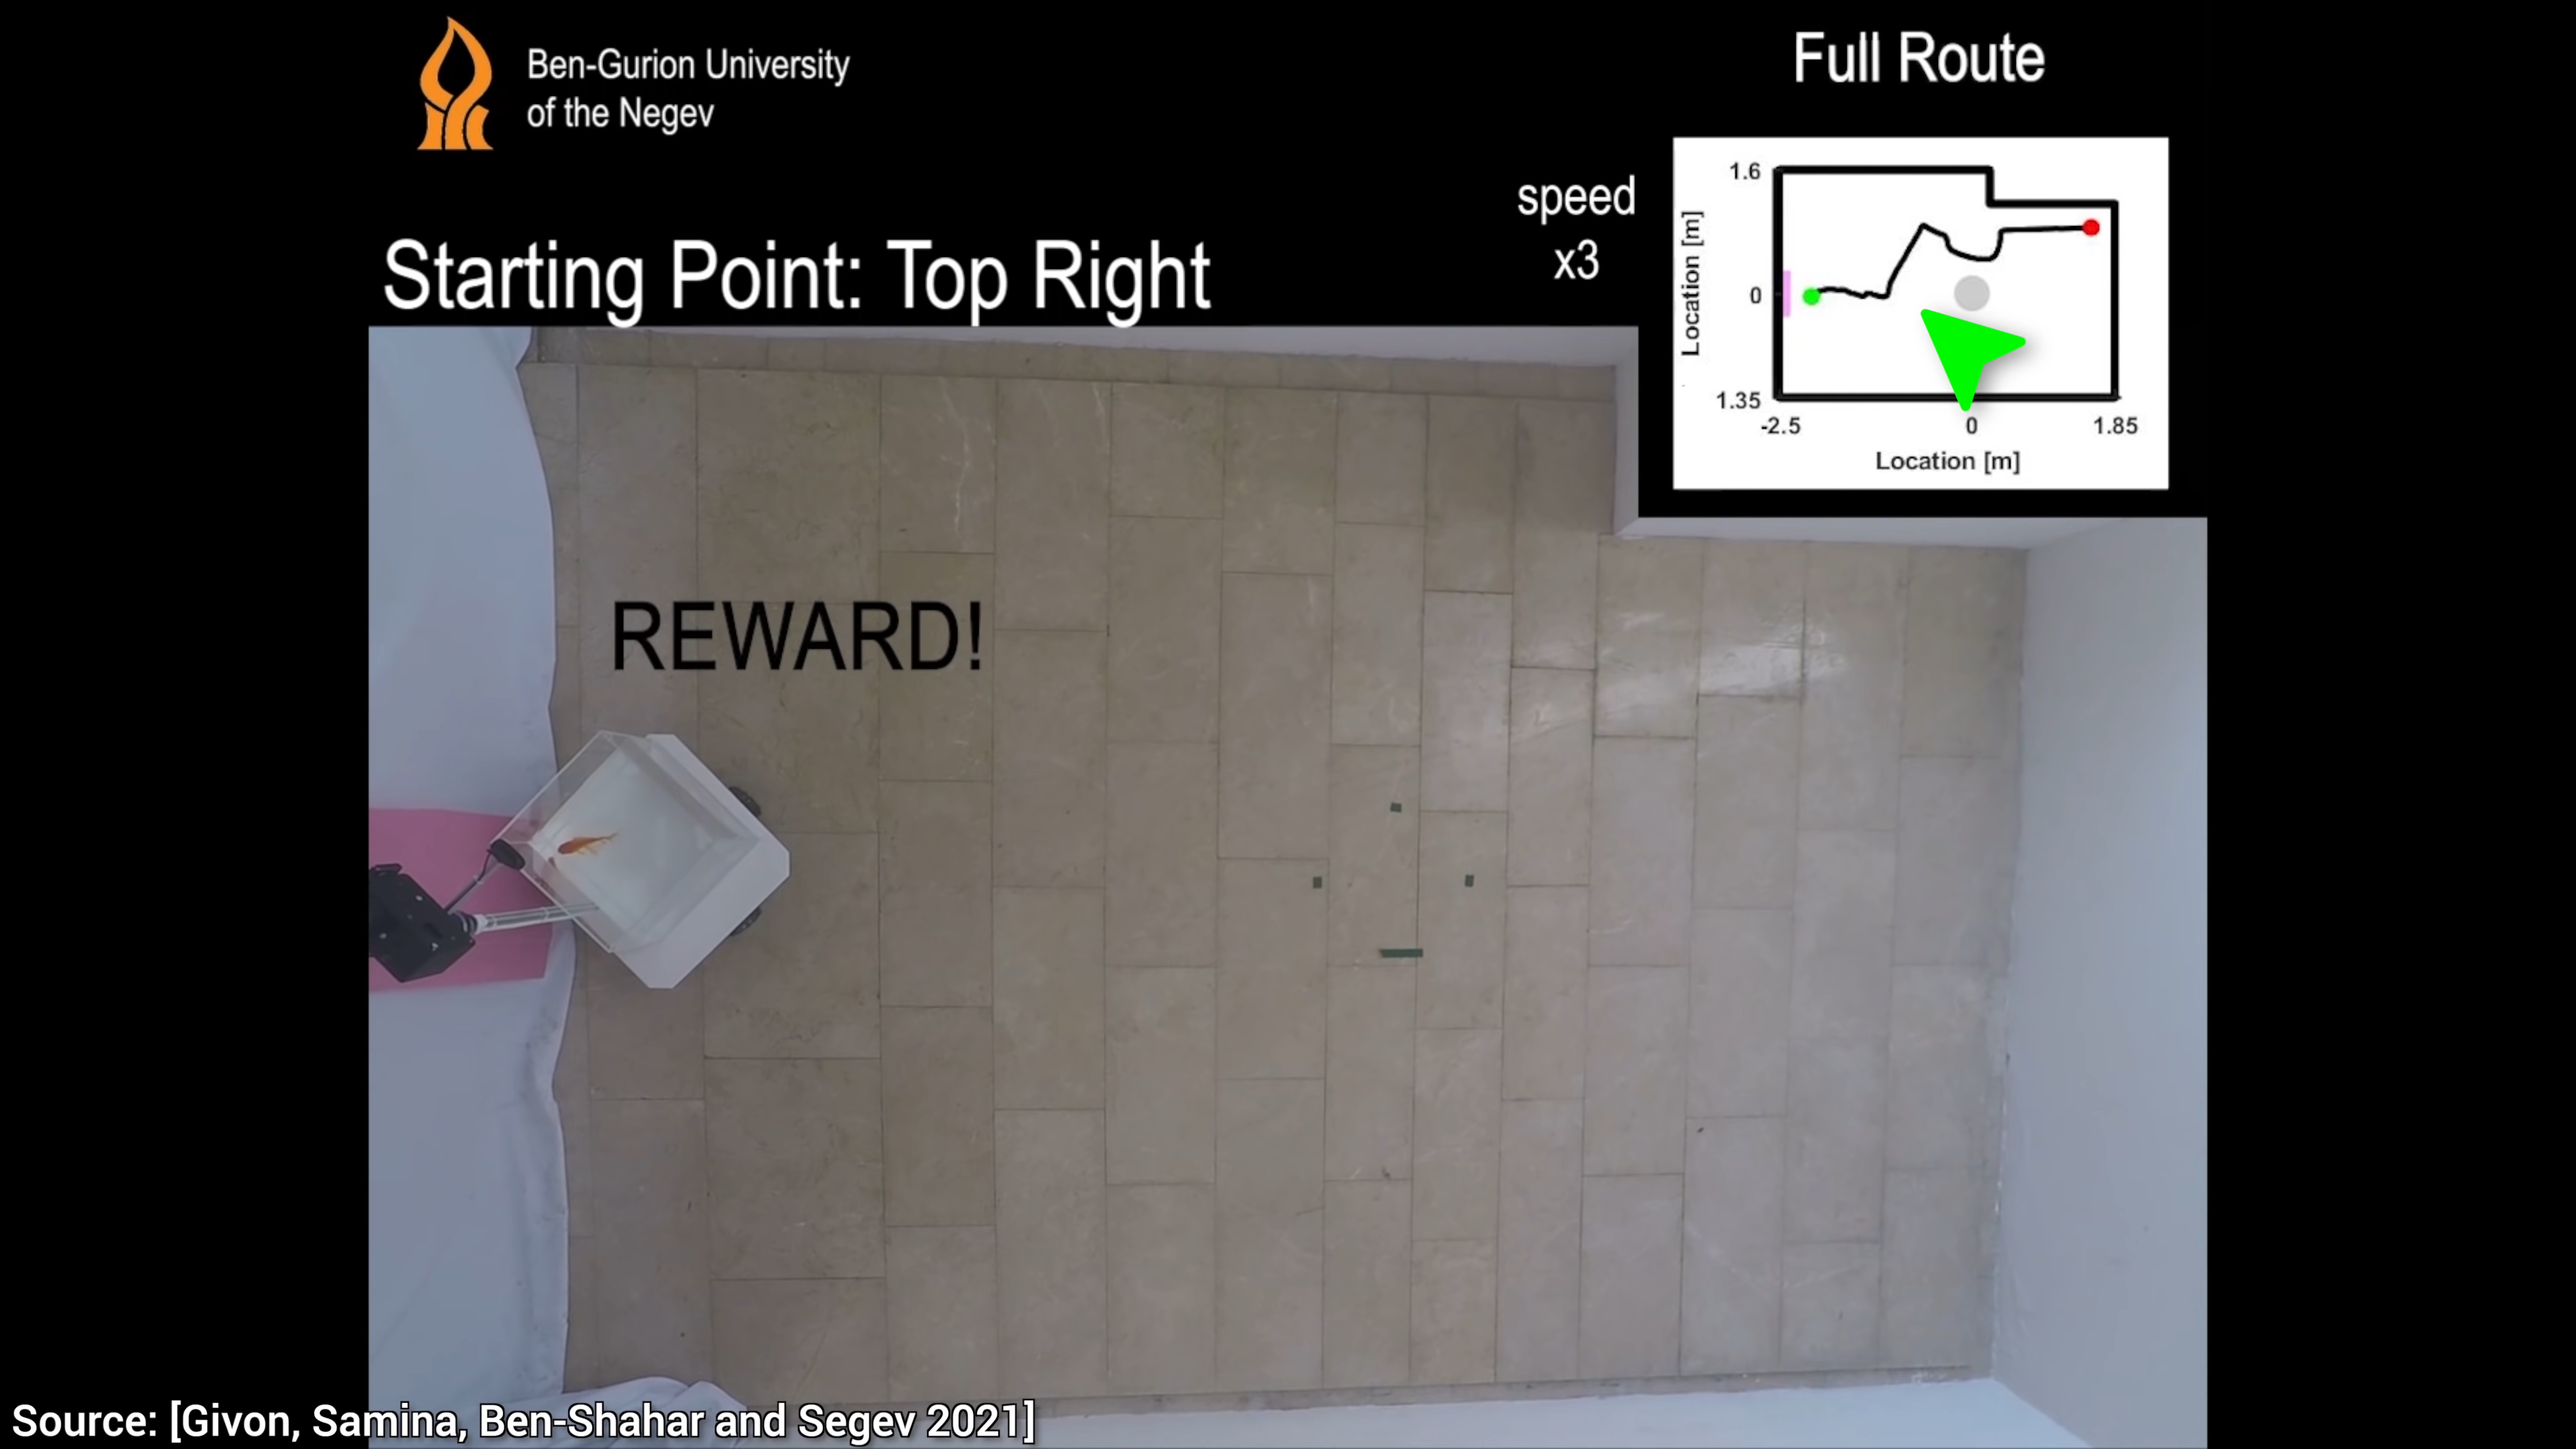 Ben-Gurion University
of the Negev
Full Route
speed
x3
Starting Point: Top Right
1.6
0
1.35
Location [m]
-2.5
0
1.85
Location [m]
REWARD!
Source: [Givon, Samina, Ben-Shahar and Segev 2021]